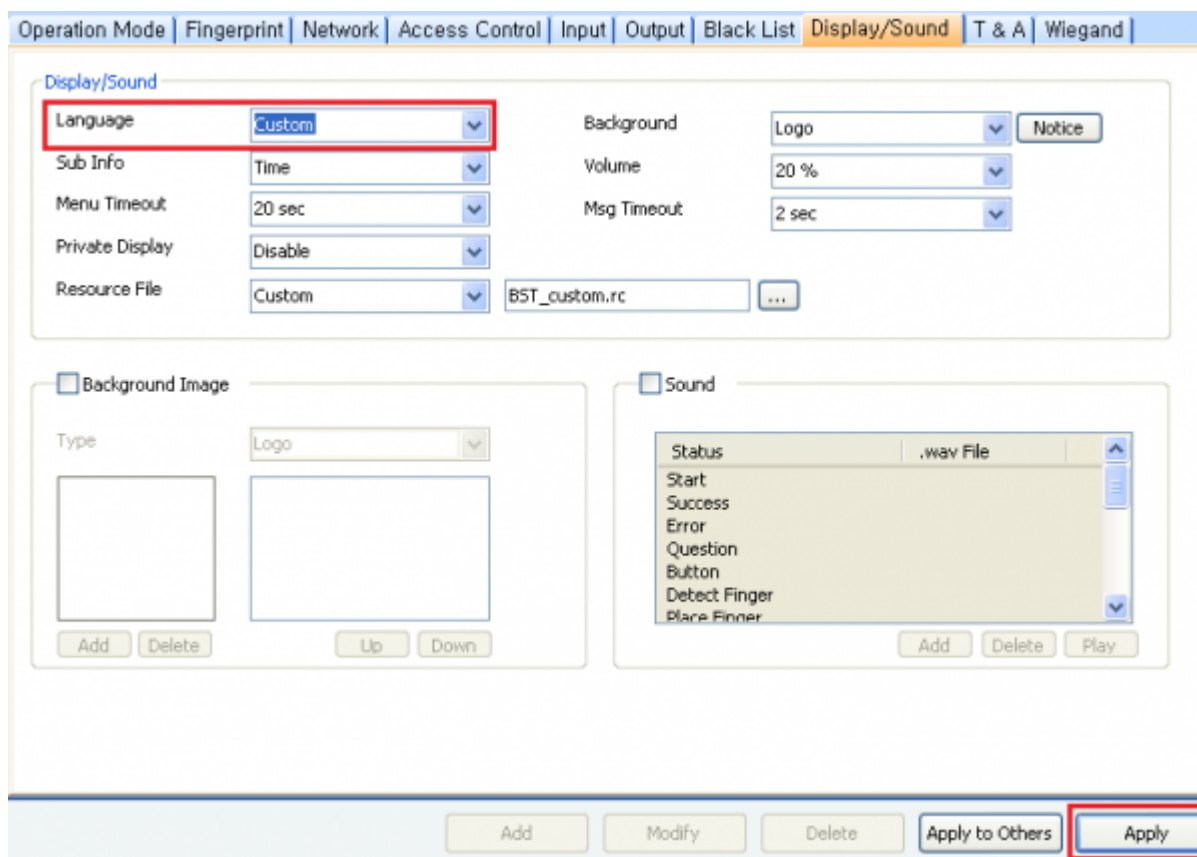 Operation Mode Fingerprint Network Access Control Input Output Black List Display/Sound T & A Wiegand
Display/Sound
Language Custom Background Logo Notice
Sub Info Time Volume 20 %
Menu Timeout 20 sec Msg Timeout 2 sec
Private Display Disable
Resource File Custom BST_custom.rc ...
Background Image
Type Logo
Add Delete Up Down
Sound
Status .wav File
Start
Success
Error
Question
Button
Detect Finger
Place Finger
Add Delete Play
Add Modify Delete Apply to Others Apply